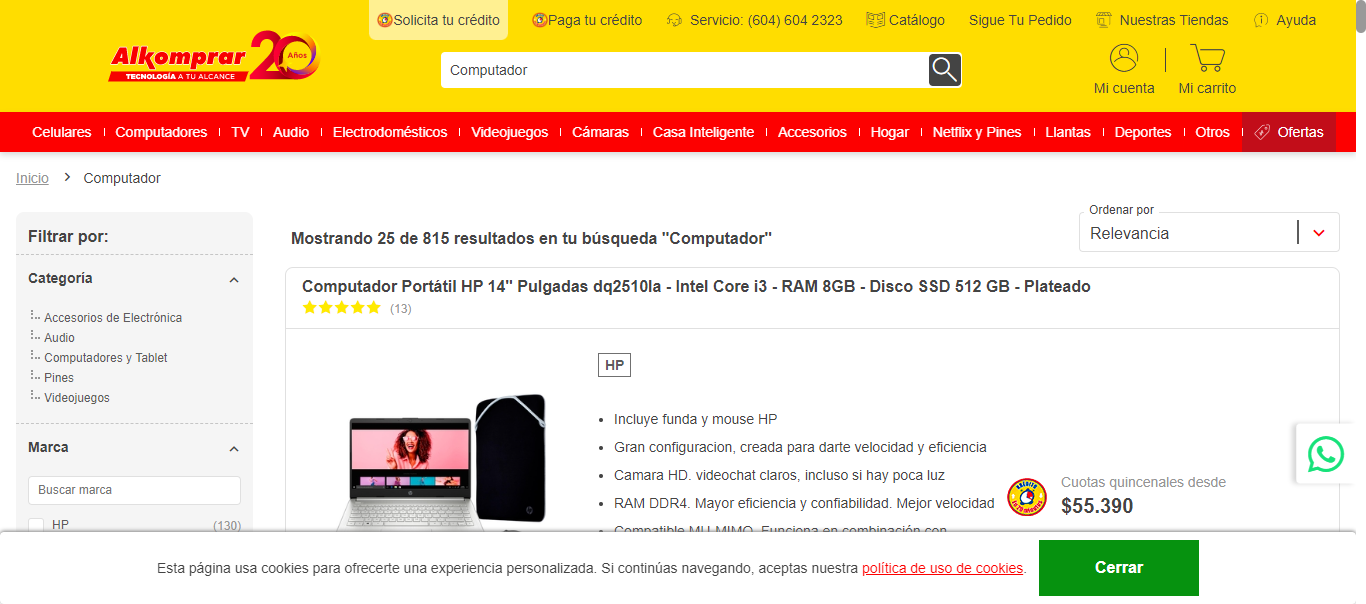 Solicita tu crédito
Paga tu crédito
Servicio: (604) 604 2323
Catálogo
Sigue Tu Pedido
Nuestras Tiendas
Ayuda
Alkomprar 20 Años
TECNOLOGÍA A TU ALCANCE
Computador
Mi cuenta
Mi carrito
Celulares
Computadores
TV
Audio
Electrodomésticos
Videojuegos
Cámaras
Casa Inteligente
Accesorios
Hogar
Netflix y Pines
Llantas
Deportes
Otros
Ofertas
Inicio > Computador
Filtrar por:
Categoría
Accesorios de Electrónica
Audio
Computadores y Tablet
Pines
Videojuegos
Marca
Buscar marca
HP (130)
Mostrando 25 de 815 resultados en tu búsqueda "Computador"
Ordenar por
Relevancia
Computador Portátil HP 14" Pulgadas dq2510la - Intel Core i3 - RAM 8GB - Disco SSD 512 GB - Plateado
(13)
HP
• Incluye funda y mouse HP
• Gran configuracion, creada para darte velocidad y eficiencia
• Camara HD. videochat claros, incluso si hay poca luz
• RAM DDR4. Mayor eficiencia y confiabilidad. Mejor velocidad
• Compatible MU-MIMO. Funciona en combinación con
Cuotas quincenales desde
$55.390
Esta página usa cookies para ofrecerte una experiencia personalizada. Si continúas navegando, aceptas nuestra política de uso de cookies.
Cerrar